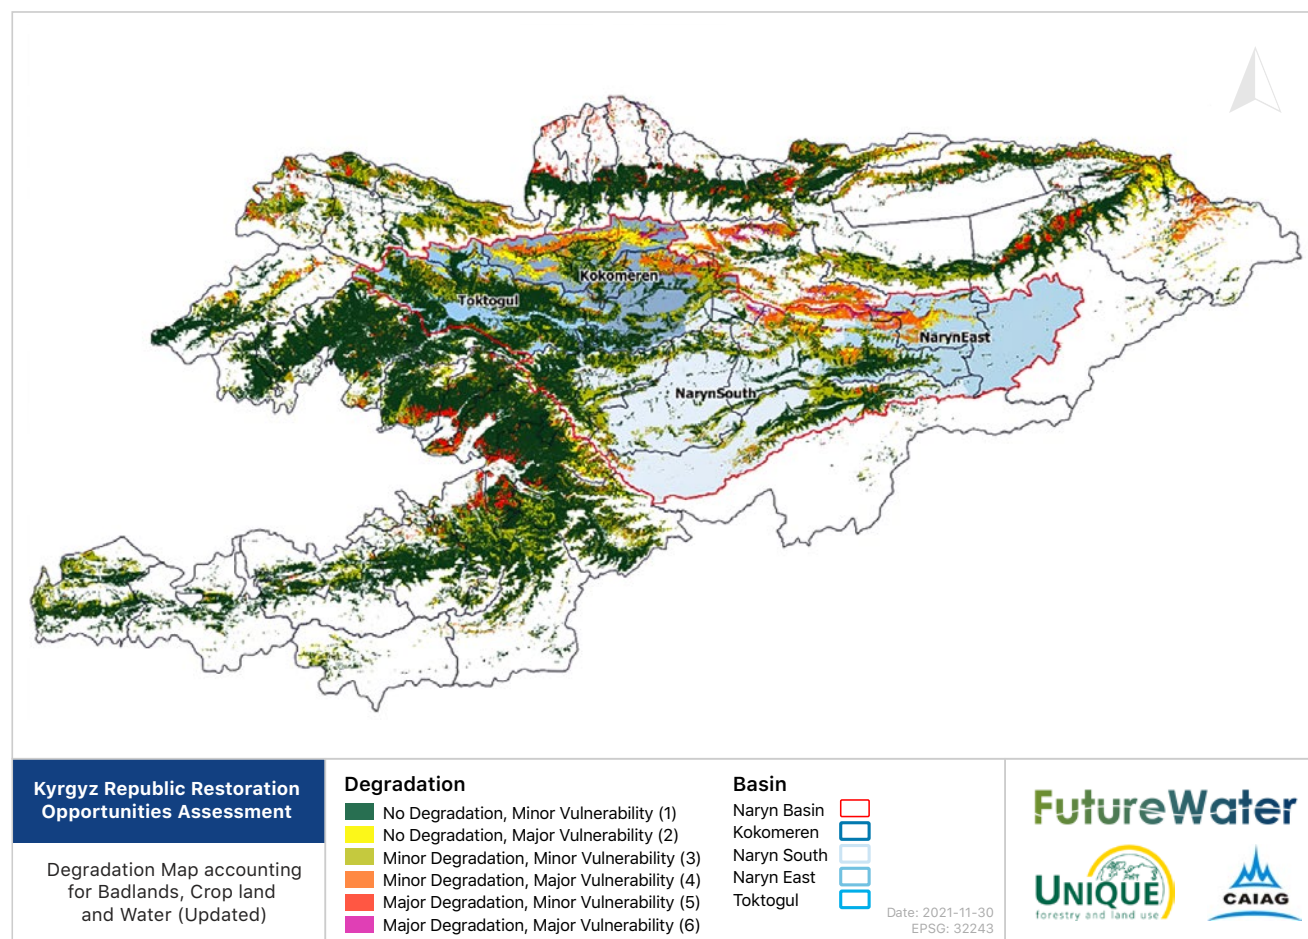 Kokomeren
Toktogul
NarynEast
NarynSouth
Kyrgyz Republic Restoration
Opportunities Assessment
Degradation Map accounting
for Badlands, Crop land
and Water (Updated)
Degradation
No Degradation, Minor Vulnerability (1)
No Degradation, Major Vulnerability (2)
Minor Degradation, Minor Vulnerability (3)
Minor Degradation, Major Vulnerability (4)
Major Degradation, Minor Vulnerability (5)
Major Degradation, Major Vulnerability (6)
Basin
Naryn Basin
Kokomeren
Naryn South
Naryn East
Toktogul
Date: 2021-11-30
EPSG: 32243
FutureWater
UNIQUE
forestry and land use
CAIAG